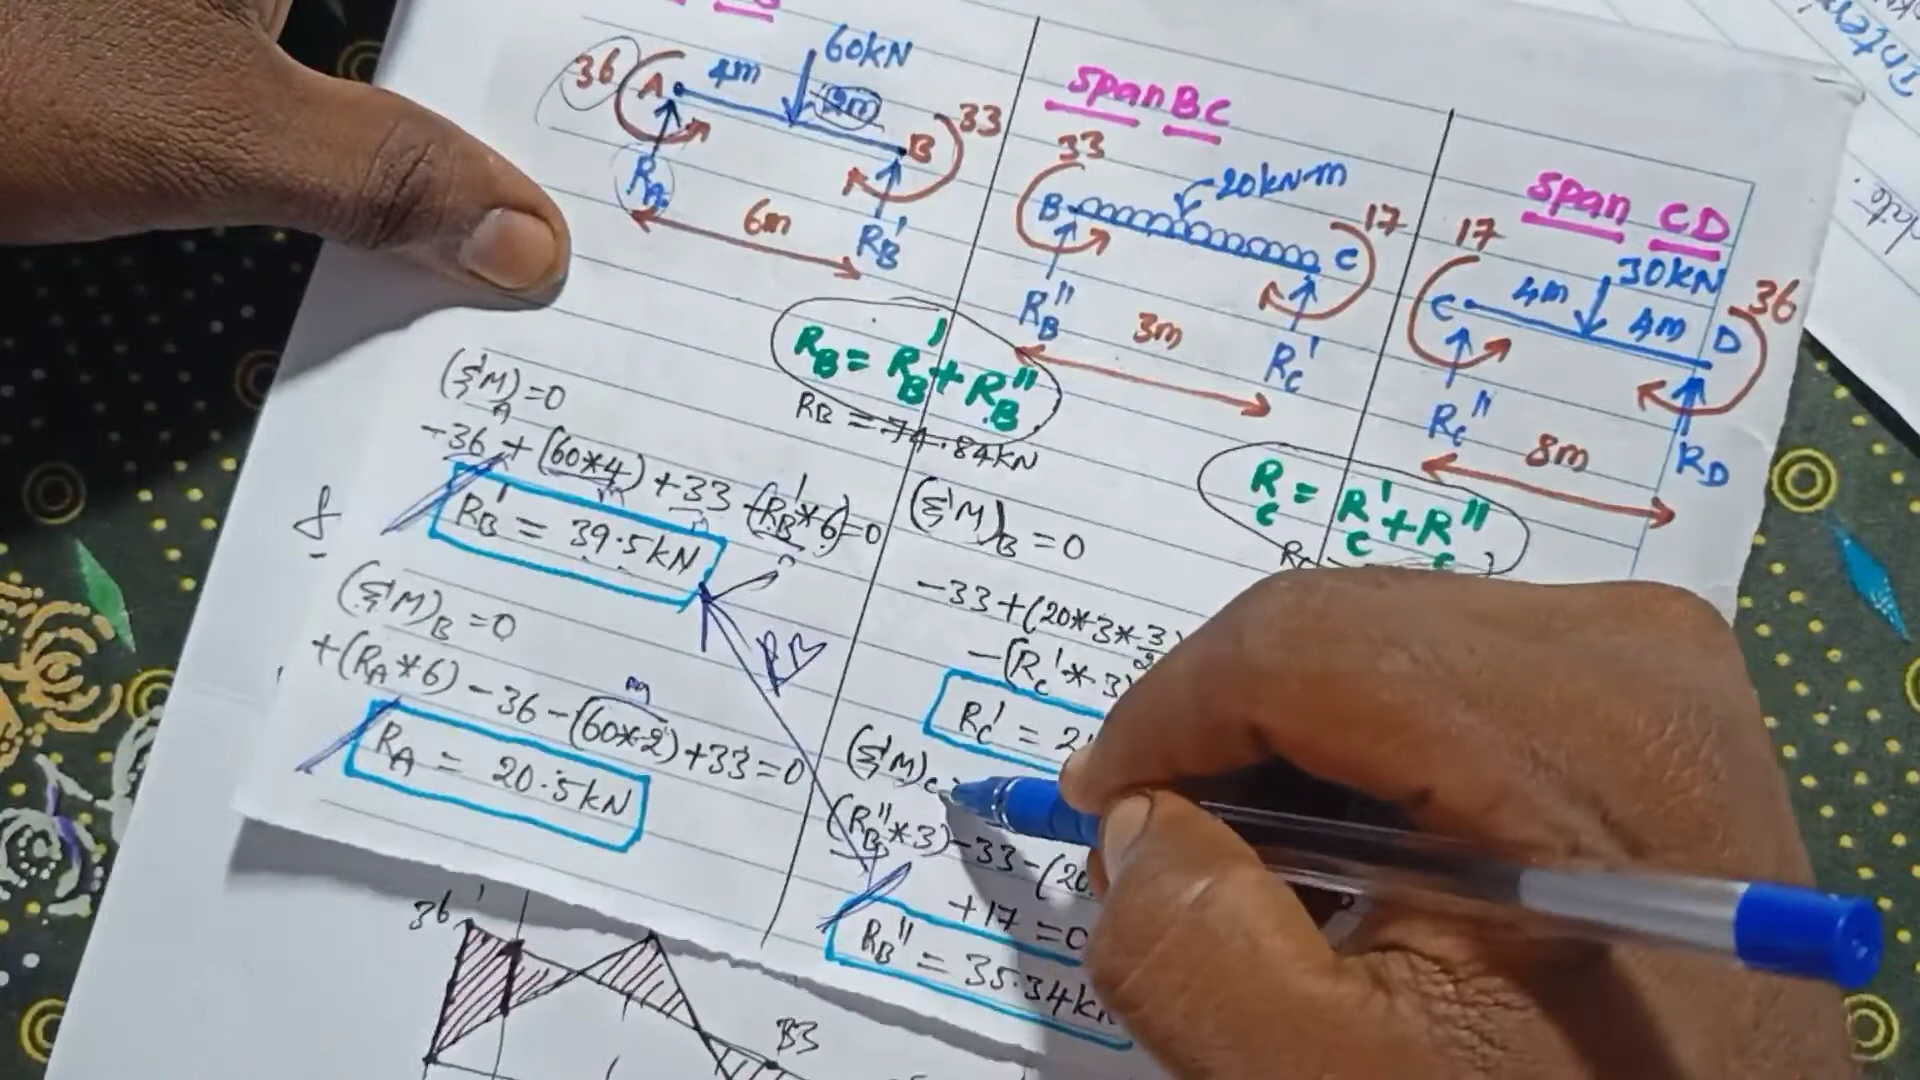 36
A
4m
60kN
2m
B
33
RA
6m
RB'
Span BC
33
B
20kN m
17
C
RB"
3m
RC'
Span CD
17
30kN
C
4m
4m
D
36
RC"
8m
RD
RB = RB' + RB"
RB = 74.84kN
RC = RC' + RC"
(ΣM)A = 0
-36 + (60*4) + 33 - (RB'*6) = 0
RB' = 39.5kN
&
(ΣM)B = 0
+(RA*6) - 36 - (60*2) + 33 = 0
RA = 20.5kN
(ΣM)B = 0
-33 + (20*3*3/2)
-(RC'*3)
RC' = 2
(ΣM)C =
(RB"*3) - 33 - (20
+17 = 0
RB" = 35.34kN
36
33